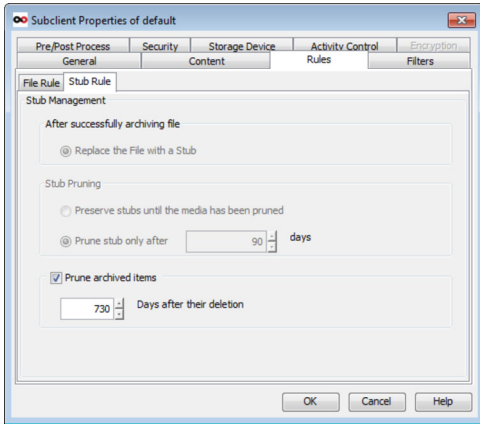 Subclient Properties of default
Pre/Post Process Security Storage Device Activity Control Encryption
General Content Rules Filters
File Rule Stub Rule
Stub Management
After successfully archiving file
Replace the File with a Stub
Stub Pruning
Preserve stubs until the media has been pruned
Prune stub only after 90 days
Prune archived items
730 Days after their deletion
OK Cancel Help